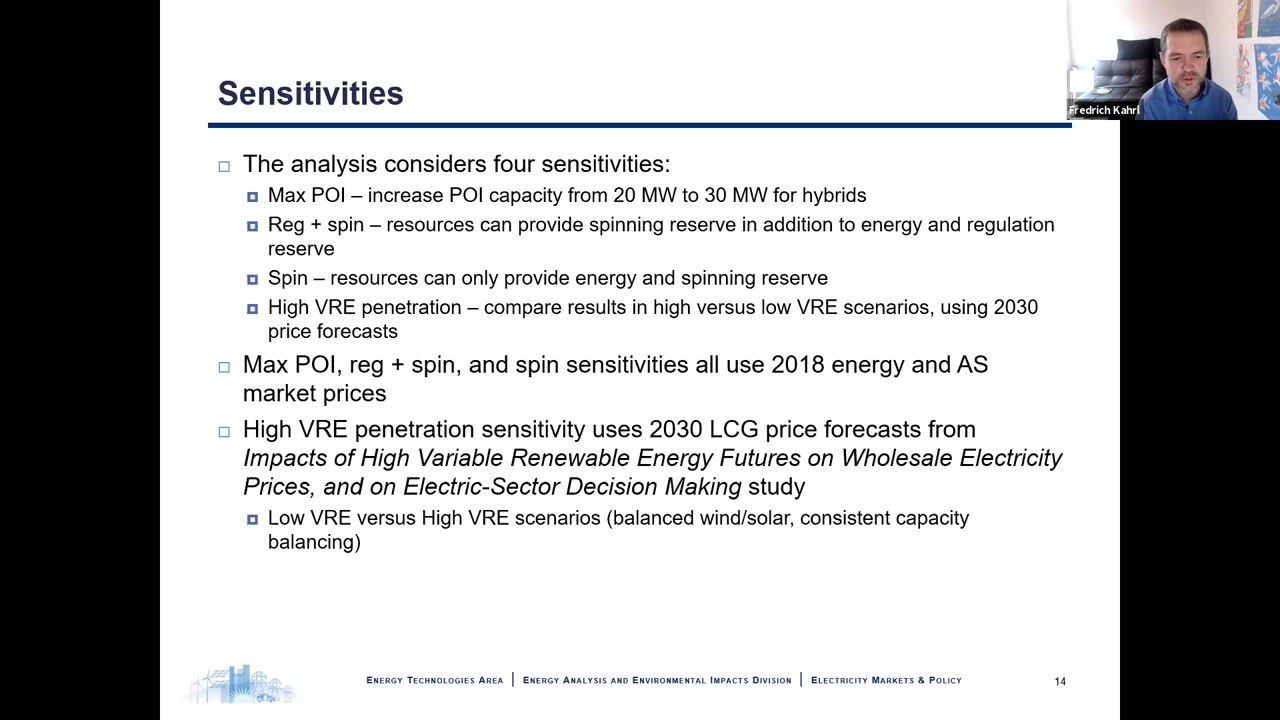 Sensitivities
Fredrich Kahrl
The analysis considers four sensitivities:
Max POI – increase POI capacity from 20 MW to 30 MW for hybrids
Reg + spin – resources can provide spinning reserve in addition to energy and regulation
reserve
Spin – resources can only provide energy and spinning reserve
High VRE penetration – compare results in high versus low VRE scenarios, using 2030
price forecasts
Max POI, reg + spin, and spin sensitivities all use 2018 energy and AS
market prices
High VRE penetration sensitivity uses 2030 LCG price forecasts from
Impacts of High Variable Renewable Energy Futures on Wholesale Electricity
Prices, and on Electric-Sector Decision Making study
Low VRE versus High VRE scenarios (balanced wind/solar, consistent capacity
balancing)
Energy Technologies Area | Energy Analysis and Environmental Impacts Division | Electricity Markets & Policy
14